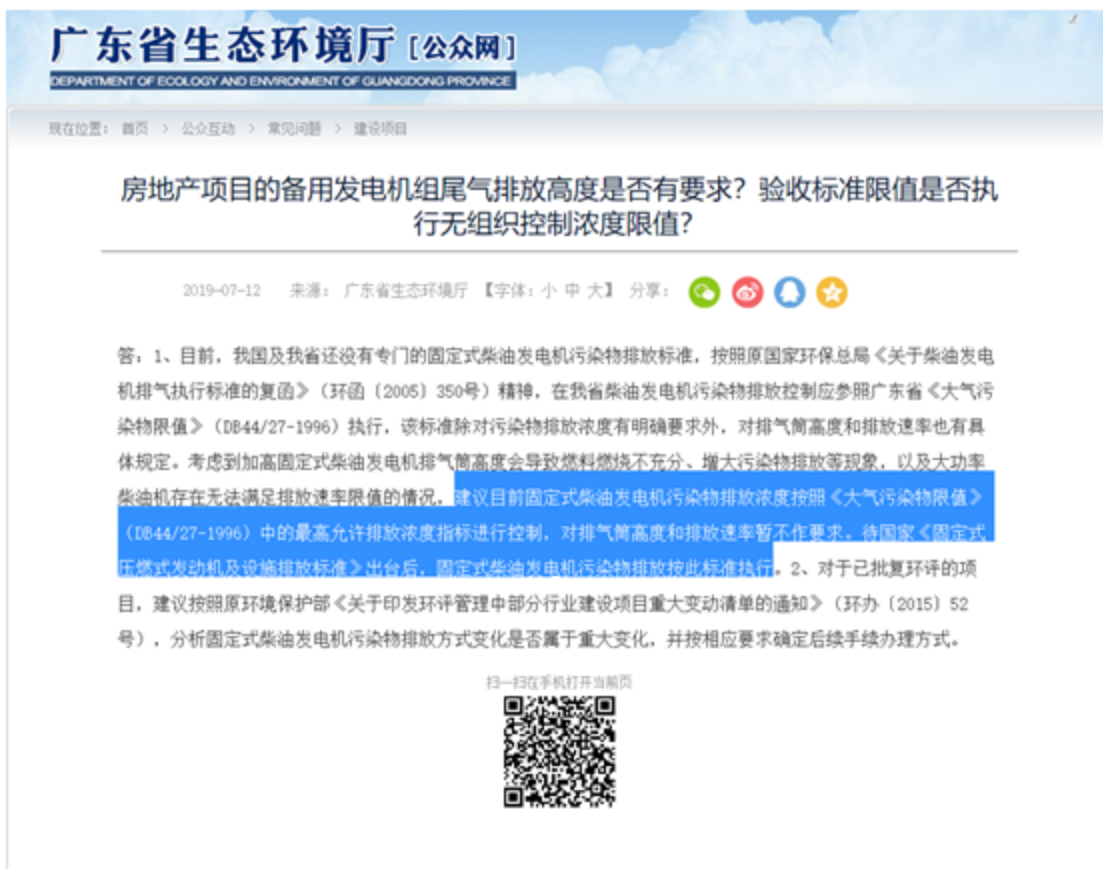 广东省生态环境厅 [公众网]
DEPARTMENT OF ECOLOGY AND ENVIRONMENT OF GUANGDONG PROVINCE
现在位置： 首页 > 公众互动 > 常见问题 > 建设项目
房地产项目的备用发电机组尾气排放高度是否有要求？验收标准限值是否执
行无组织控制浓度限值？
2019-07-12 来源： 广东省生态环境厅 【字体：小 中 大】 分享：
答：1、目前，我国及我省还没有专门的固定式柴油发电机污染物排放标准，按照原国家环保总局《关于柴油发电
机排气执行标准的复函》（环函〔2005〕350号）精神，在我省柴油发电机污染物排放控制应参照广东省《大气污
染物限值》（DB44/27-1996）执行，该标准除对污染物排放浓度有明确要求外，对排气筒高度和排放速率也有具
体规定。考虑到加高固定式柴油发电机排气筒高度会导致燃料燃烧不充分、增大污染物排放等现象，以及大功率
柴油机存在无法满足排放速率限值的情况，建议目前固定式柴油发电机污染物排放浓度按照《大气污染物限值》
（DB44/27-1996）中的最高允许排放浓度指标进行控制，对排气筒高度和排放速率暂不作要求。待国家《固定式
压燃式发动机及设施排放标准》出台后，固定式柴油发电机污染物排放按此标准执行。2、对于已批复环评的项
目，建议按照原环境保护部《关于印发环评管理中部分行业建设项目重大变动清单的通知》（环办〔2015〕52
号），分析固定式柴油发电机污染物排放方式变化是否属于重大变化，并按相应要求确定后续手续办理方式。
扫一扫在手机打开当前页